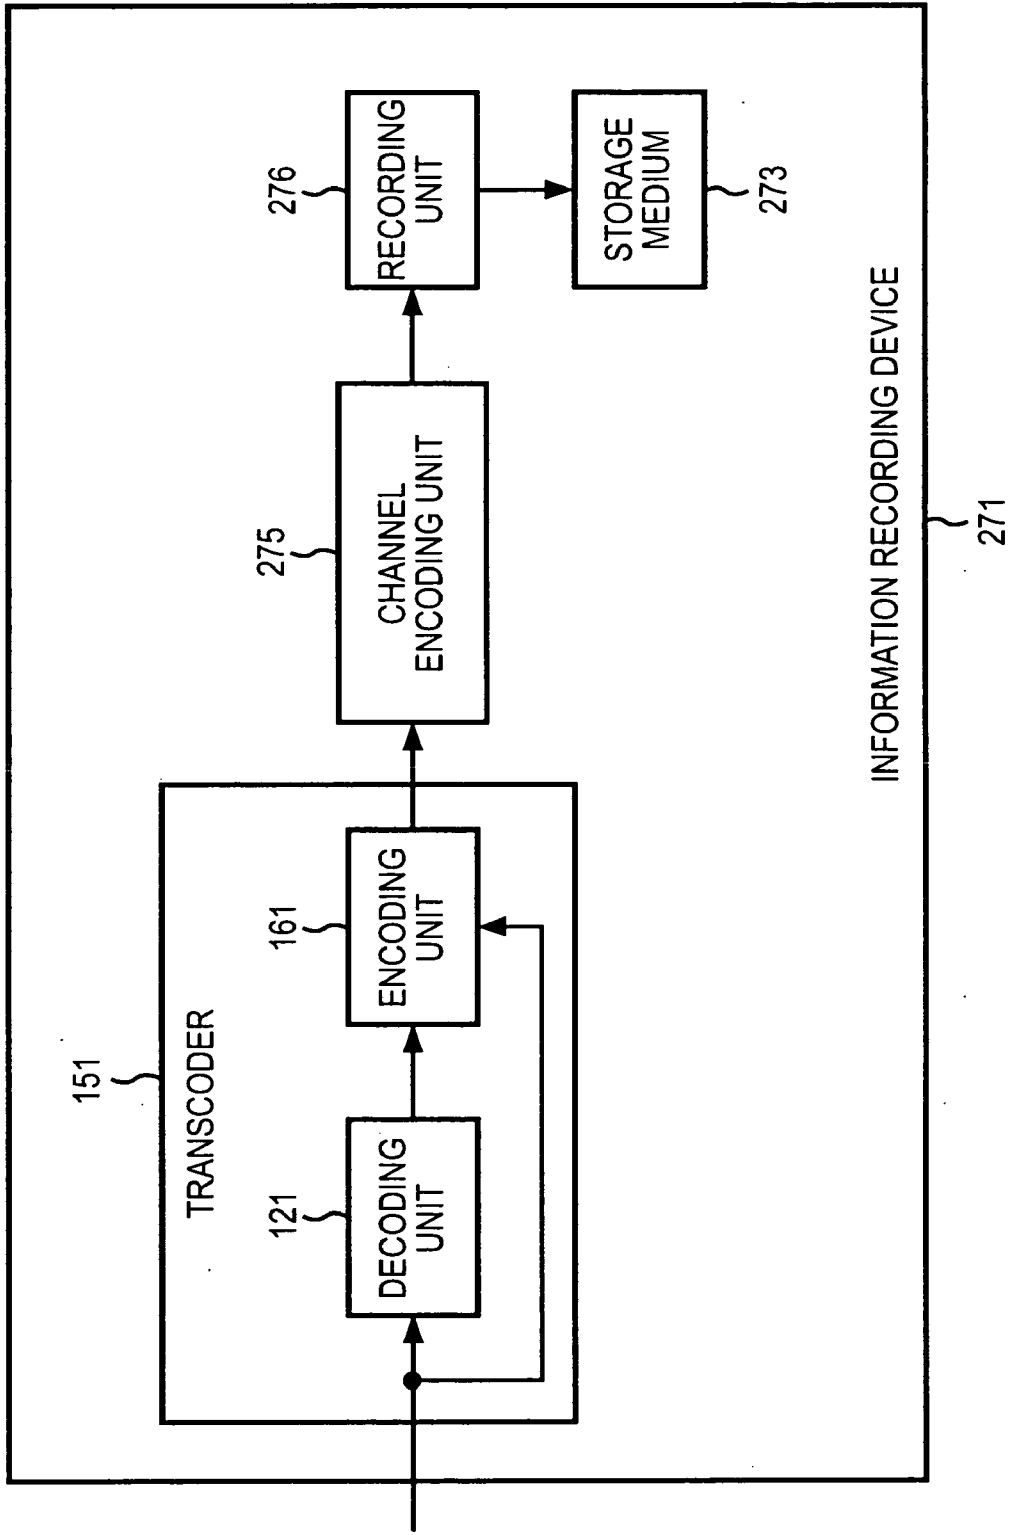 151
TRANSCODER
121
DECODING
UNIT
161
ENCODING
UNIT
275
CHANNEL
ENCODING UNIT
276
RECORDING
UNIT
STORAGE
MEDIUM
273
INFORMATION RECORDING DEVICE
271